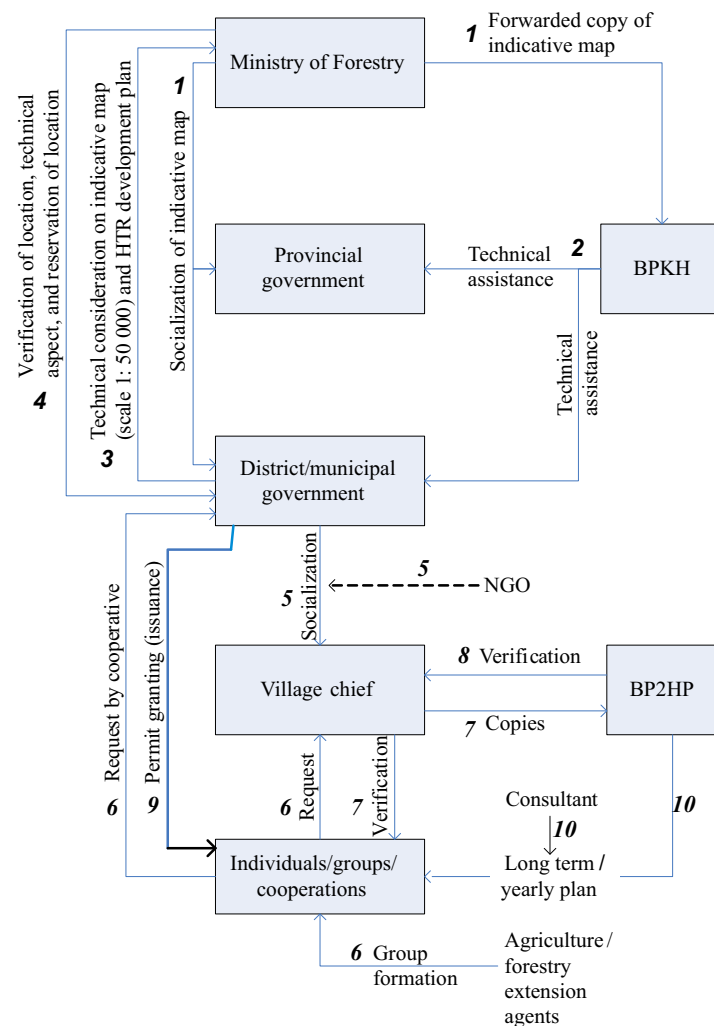 1
Forwarded copy of
indicative map
Ministry of Forestry
1
Socialization of indicative map
Verification of location, technical
aspect, and reservation of location
4
Technical consideration on indicative map
(scale 1: 50 000) and HTR development plan
3
Provincial
government
Technical
assistance
2
BPKH
Technical
assistance
District/municipal
government
Socialization
5
5
NGO
Request by cooperative
6
Permit granting (issuance)
9
Village chief
8 Verification
7 Copies
BP2HP
Request
6
Verification
7
Consultant
10
10
Individuals/groups/
cooperations
Long term /
yearly plan
6 Group
formation
Agriculture /
forestry
extension
agents